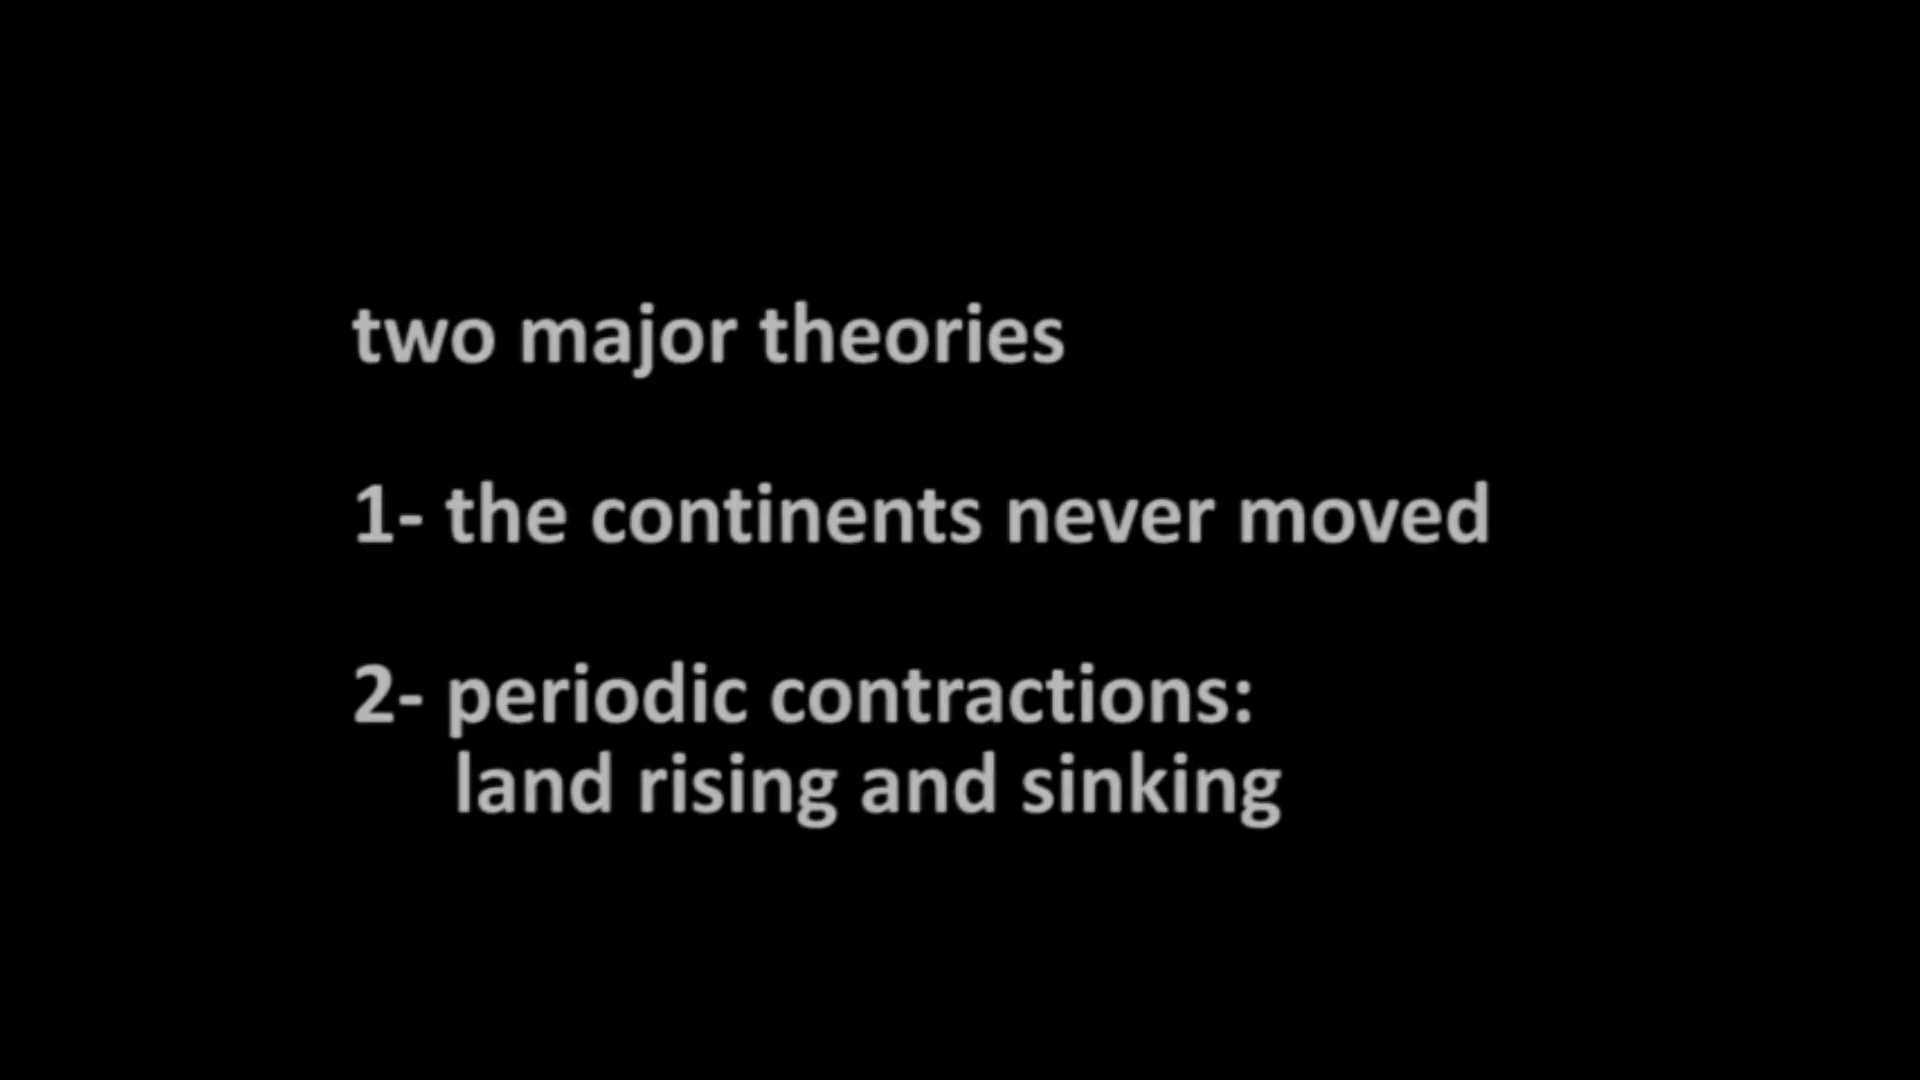 two major theories
1- the continents never moved
2- periodic contractions:
land rising and sinking